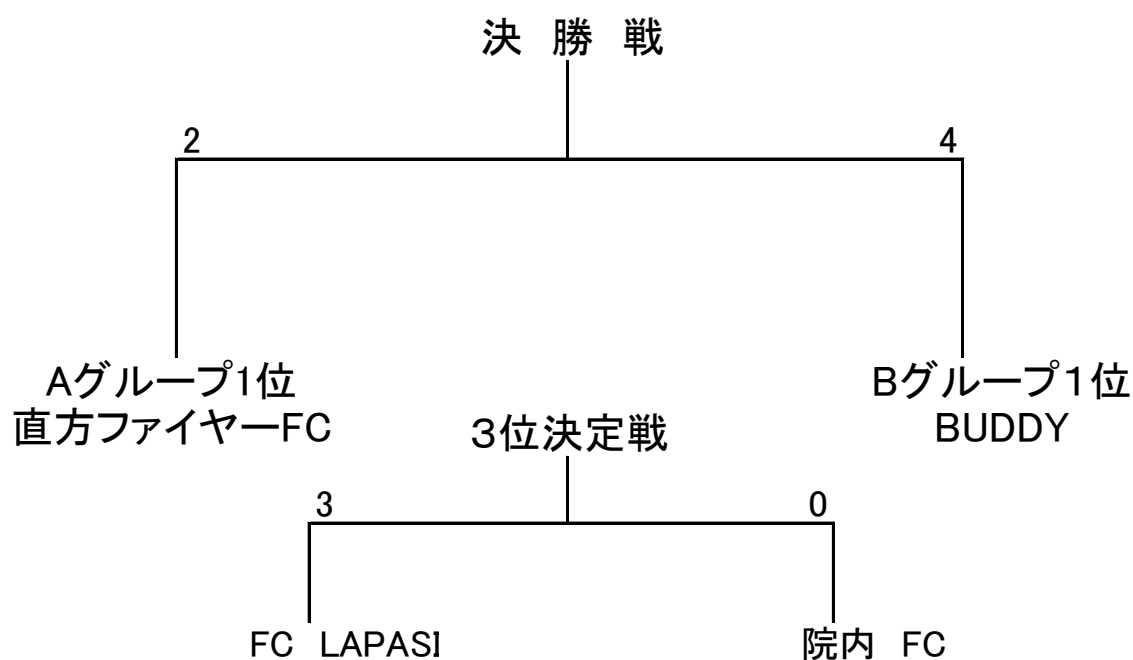 決　勝　戦
2 4
Aグループ1位 Bグループ１位
直方ファイヤーFC BUDDY
３位決定戦
3 0
FC　LAPASI 院内　FC